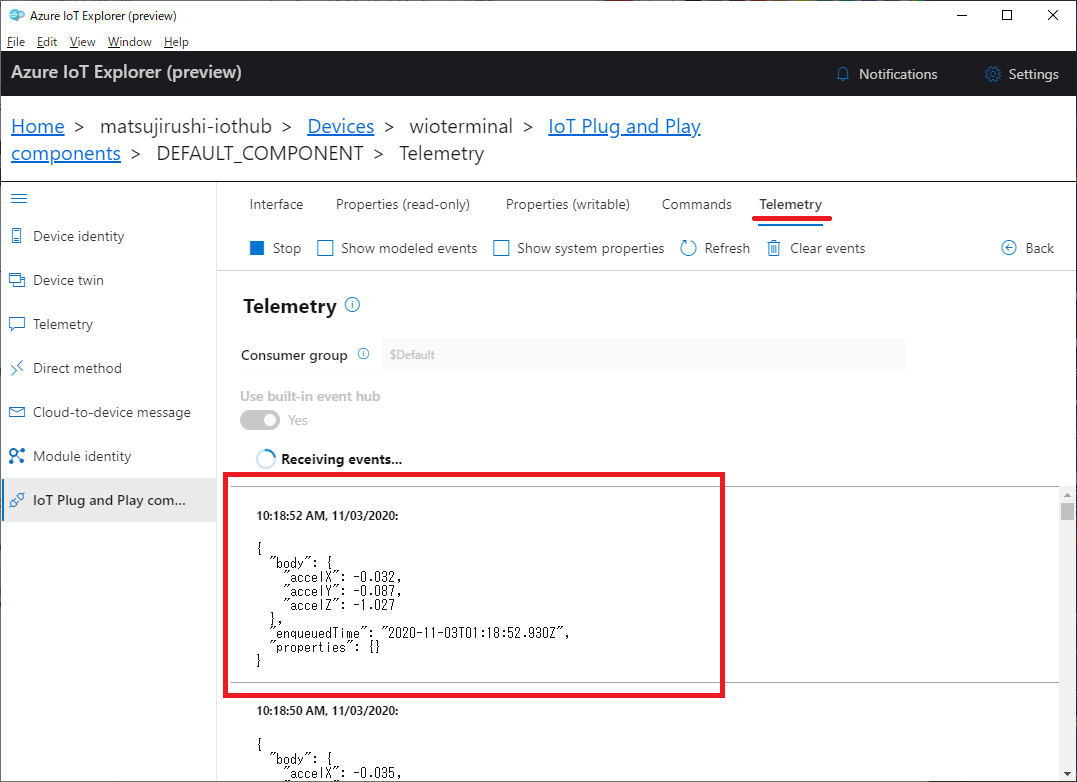 Azure IoT Explorer (preview)
File Edit View Window Help
Azure IoT Explorer (preview)
Notifications
Settings
Home > matsujirushi-iothub > Devices > wioterminal > IoT Plug and Play
components > DEFAULT_COMPONENT > Telemetry
Device identity
Device twin
Telemetry
Direct method
Cloud-to-device message
Module identity
IoT Plug and Play com...
Interface Properties (read-only) Properties (writable) Commands Telemetry
Stop Show modeled events Show system properties Refresh Clear events Back
Telemetry
Consumer group $Default
Use built-in event hub
Yes
Receiving events...
10:18:52 AM, 11/03/2020:
{
"body": {
"accelX": -0.032,
"accelY": -0.087,
"accelZ": -1.027
},
"enqueuedTime": "2020-11-03T01:18:52.930Z",
"properties": {}
}
10:18:50 AM, 11/03/2020:
{
"body": {
"accelX": -0.035,